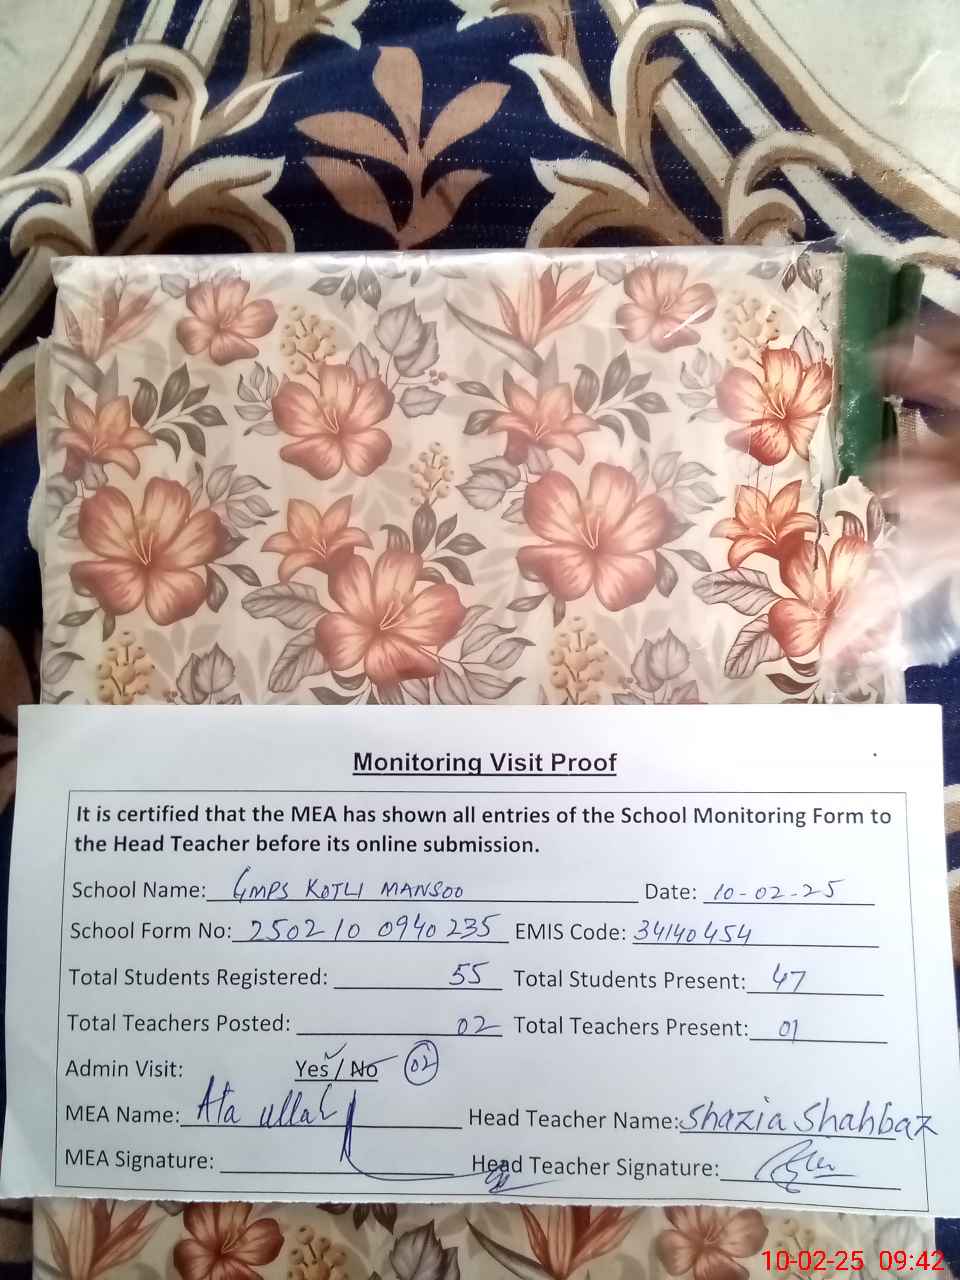 Monitoring Visit Proof
It is certified that the MEA has shown all entries of the School Monitoring Form to
the Head Teacher before its online submission.
School Name: GMPS KOTLI MANSOO Date: 10-02-25
School Form No: 250210 0940235 EMIS Code: 34140454
Total Students Registered: 55 Total Students Present: 47
Total Teachers Posted: 02 Total Teachers Present: 01
Admin Visit: Yes / No 02
MEA Name: Ata ullah Head Teacher Name: Shazia Shahbaz
MEA Signature: Head Teacher Signature:
10-02-25 09:42